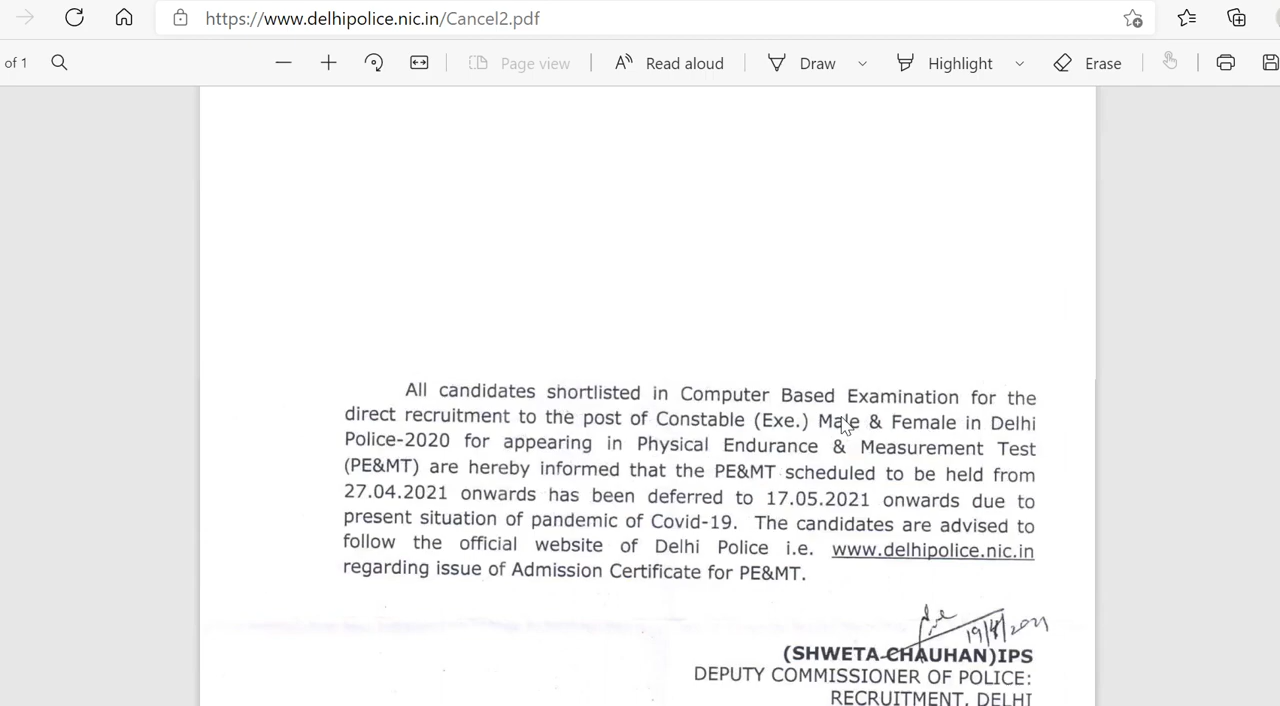 https://www.delhipolice.nic.in/Cancel2.pdf
of 1
Page view
Read aloud
Draw
Highlight
Erase
All candidates shortlisted in Computer Based Examination for the
direct recruitment to the post of Constable (Exe.) Male & Female in Delhi
Police-2020 for appearing in Physical Endurance & Measurement Test
(PE&MT) are hereby informed that the PE&MT scheduled to be held from
27.04.2021 onwards has been deferred to 17.05.2021 onwards due to
present situation of pandemic of Covid-19. The candidates are advised to
follow the official website of Delhi Police i.e. www.delhipolice.nic.in
regarding issue of Admission Certificate for PE&MT.
19/4/2021
(SHWETA CHAUHAN)IPS
DEPUTY COMMISSIONER OF POLICE:
RECRUITMENT, DELHI